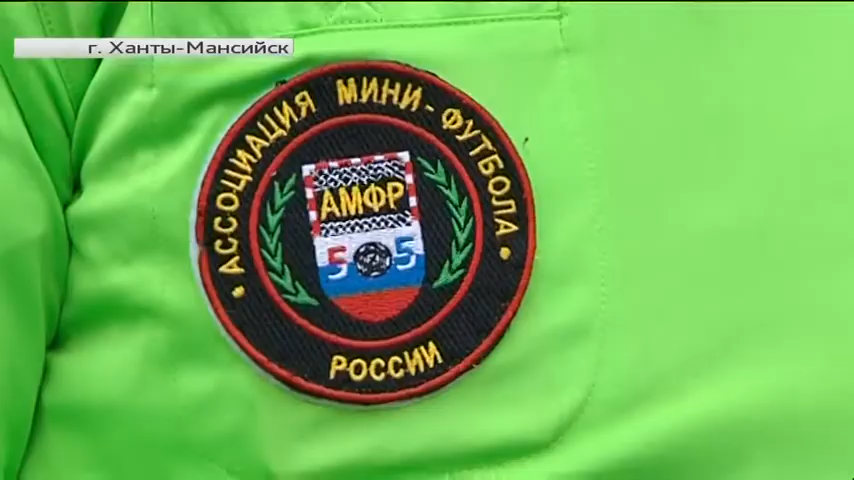 г. Ханты-Мансийск
АССОЦИАЦИЯ МИНИ-ФУТБОЛА
АМФР
5 5
РОССИИ